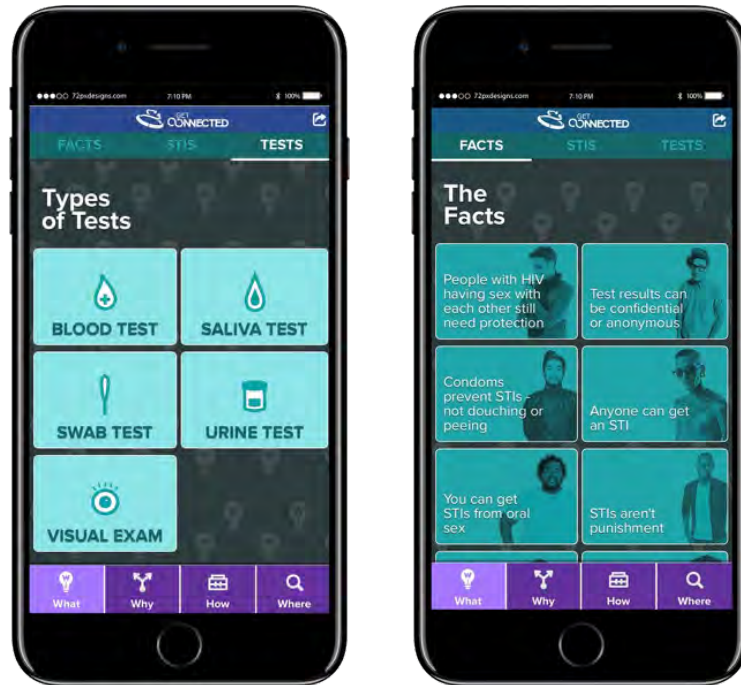 72pxdesigns.com 7:10 PM 100%
GET
CONNECTED
FACTS STIS TESTS
Types
of Tests
BLOOD TEST SALIVA TEST
SWAB TEST URINE TEST
VISUAL EXAM
What Why How Where
72pxdesigns.com 7:10 PM 100%
GET
CONNECTED
FACTS STIS TESTS
The
Facts
People with HIV
having sex with
each other still
need protection
Test results can
be confidential
or anonymous
Condoms
prevent STIs -
not douching or
peeing
Anyone can get
an STI
You can get
STIs from oral
sex
STIs aren't
punishment
What Why How Where